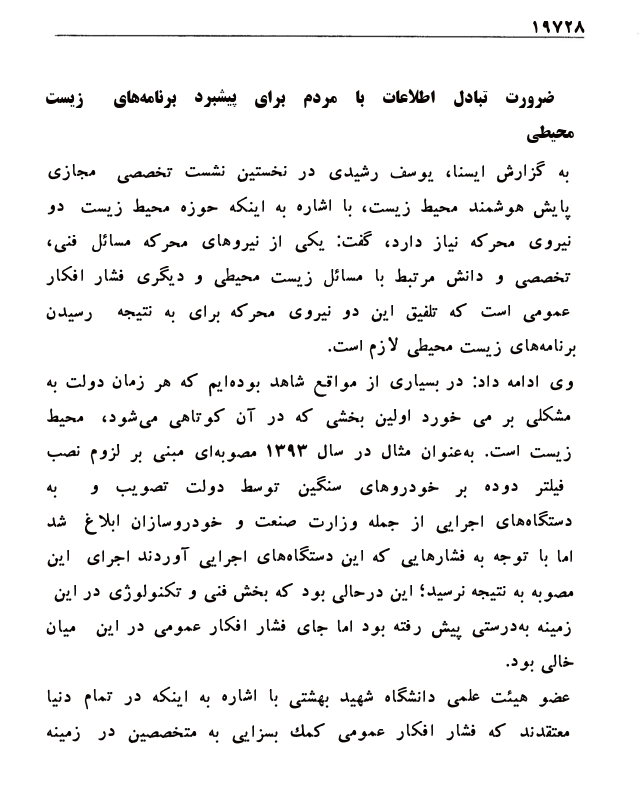 ۱۹۷۲۸
ضرورت تبادل اطلاعات با مردم برای پیشبرد برنامه‌های زیست
محیطی
به گزارش ایسنا، یوسف رشیدی در نخستین نشست تخصصی مجازی
پایش هوشمند محیط زیست، با اشاره به اینکه حوزه محیط زیست دو
نیروی محرکه نیاز دارد، گفت: یکی از نیروهای محرکه مسائل فنی،
تخصصی و دانش مرتبط با مسائل زیست محیطی و دیگری فشار افکار
عمومی است که تلفیق این دو نیروی محرکه برای به نتیجه رسیدن
برنامه‌های زیست محیطی لازم است.
وی ادامه داد: در بسیاری از مواقع شاهد بوده‌ایم که هر زمان دولت به
مشکلی بر می خورد اولین بخشی که در آن کوتاهی می‌شود، محیط
زیست است. به‌عنوان مثال در سال ۱۳۹۳ مصوبه‌ای مبنی بر لزوم نصب
فیلتر دوده بر خودروهای سنگین توسط دولت تصویب و به
دستگاه‌های اجرایی از جمله وزارت صنعت و خودروسازان ابلاغ شد
اما با توجه به فشارهایی که این دستگاه‌های اجرایی آوردند اجرای این
مصوبه به نتیجه نرسید؛ این درحالی بود که بخش فنی و تکنولوژی در این
زمینه به‌درستی پیش رفته بود اما جای فشار افکار عمومی در این میان
خالی بود.
عضو هیئت علمی دانشگاه شهید بهشتی با اشاره به اینکه در تمام دنیا
معتقدند که فشار افکار عمومی کمك بسزایی به متخصصین در زمینه